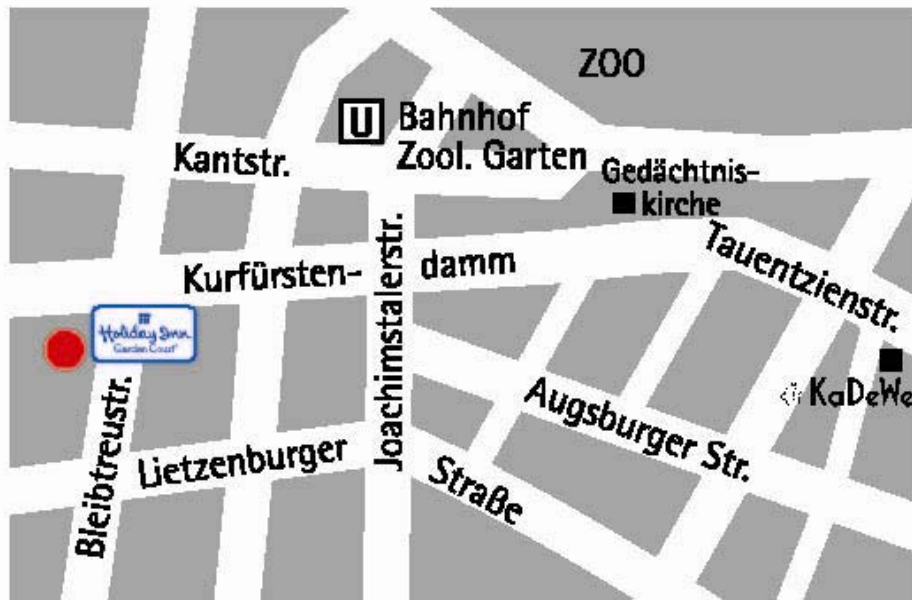 ZOO
U
Bahnhof
Zool. Garten
Kantstr.
Gedächtnis-
kirche
Tauentzienstr.
Kurfürsten-
damm
Joachimstalerstr.
Holiday Inn
Garden Court
KaDeWe
Augsburger Str.
Bleibtreustr.
Lietzenburger
Straße